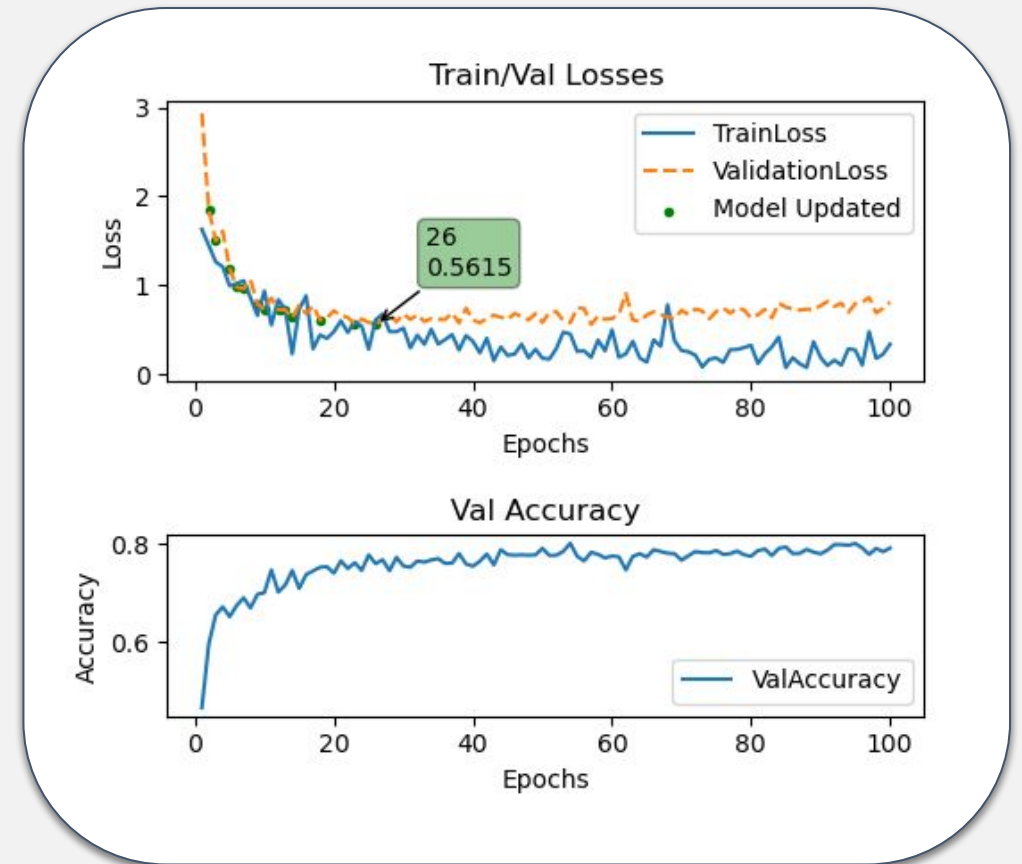 Train/Val Losses
3
2
1
0
Loss
TrainLoss
ValidationLoss
Model Updated
26
0.5615
0 20 40 60 80 100
Epochs
Val Accuracy
0.8
0.6
Accuracy
ValAccuracy
0 20 40 60 80 100
Epochs